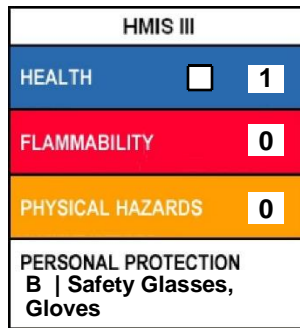 HMIS III
HEALTH 1
FLAMMABILITY 0
PHYSICAL HAZARDS 0
PERSONAL PROTECTION
B | Safety Glasses,
Gloves